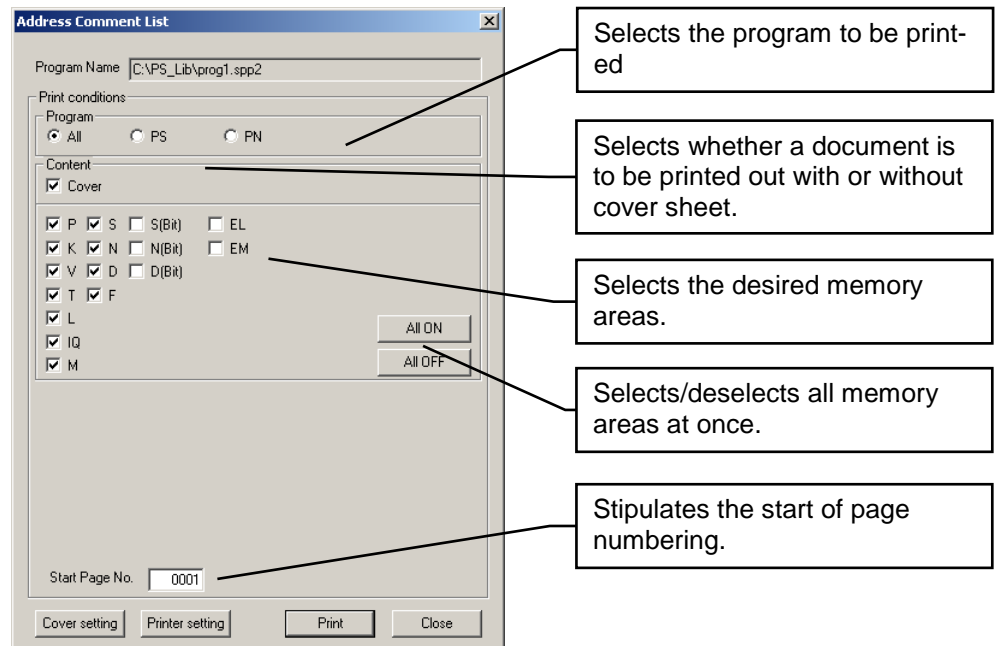 Address Comment List
Program Name C:\PS_Lib\prog1.spp2
Print conditions
Program
All PS PN
Content
Cover
P S S(Bit) EL
K N N(Bit) EM
V D D(Bit)
T F
L
IQ
M
All ON
All OFF
Start Page No. 0001
Cover setting Printer setting Print Close
Selects the program to be print-
ed
Selects whether a document is
to be printed out with or without
cover sheet.
Selects the desired memory
areas.
Selects/deselects all memory
areas at once.
Stipulates the start of page
numbering.